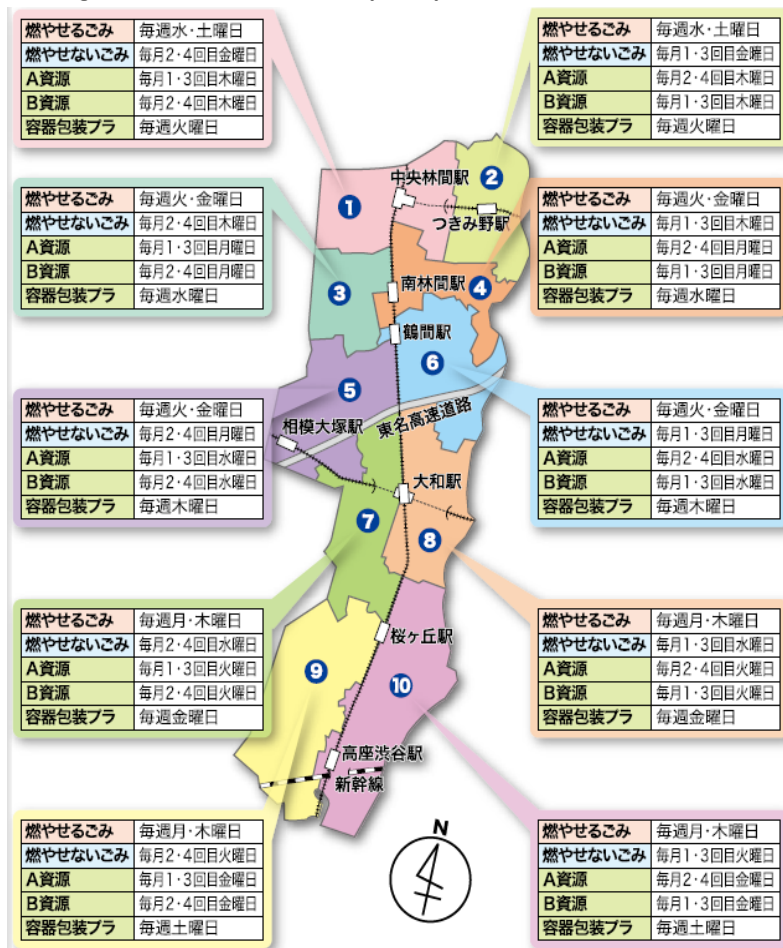 燃やせるごみ 毎週水・土曜日
燃やせないごみ 毎月2・4回目金曜日
A資源 毎月1・3回目木曜日
B資源 毎月2・4回目木曜日
容器包装プラ 毎週火曜日
燃やせるごみ 毎週水・土曜日
燃やせないごみ 毎月1・3回目金曜日
A資源 毎月2・4回目木曜日
B資源 毎月1・3回目木曜日
容器包装プラ 毎週火曜日
燃やせるごみ 毎週火・金曜日
燃やせないごみ 毎月2・4回目木曜日
A資源 毎月1・3回目月曜日
B資源 毎月2・4回目月曜日
容器包装プラ 毎週水曜日
燃やせるごみ 毎週火・金曜日
燃やせないごみ 毎月1・3回目木曜日
A資源 毎月2・4回目月曜日
B資源 毎月1・3回目月曜日
容器包装プラ 毎週水曜日
燃やせるごみ 毎週火・金曜日
燃やせないごみ 毎月2・4回目月曜日
A資源 毎月1・3回目水曜日
B資源 毎月2・4回目水曜日
容器包装プラ 毎週木曜日
燃やせるごみ 毎週火・金曜日
燃やせないごみ 毎月1・3回目月曜日
A資源 毎月2・4回目水曜日
B資源 毎月1・3回目水曜日
容器包装プラ 毎週木曜日
燃やせるごみ 毎週月・木曜日
燃やせないごみ 毎月2・4回目水曜日
A資源 毎月1・3回目火曜日
B資源 毎月2・4回目火曜日
容器包装プラ 毎週金曜日
燃やせるごみ 毎週月・木曜日
燃やせないごみ 毎月1・3回目水曜日
A資源 毎月2・4回目火曜日
B資源 毎月1・3回目火曜日
容器包装プラ 毎週金曜日
燃やせるごみ 毎週月・木曜日
燃やせないごみ 毎月2・4回目火曜日
A資源 毎月1・3回目金曜日
B資源 毎月2・4回目金曜日
容器包装プラ 毎週土曜日
燃やせるごみ 毎週月・木曜日
燃やせないごみ 毎月1・3回目火曜日
A資源 毎月2・4回目金曜日
B資源 毎月1・3回目金曜日
容器包装プラ 毎週土曜日
中央林間駅
つきみ野駅
南林間駅
鶴間駅
東名高速道路
相模大塚駅
大和駅
桜ヶ丘駅
高座渋谷駅
新幹線
1
2
3
4
5
6
7
8
9
10
N